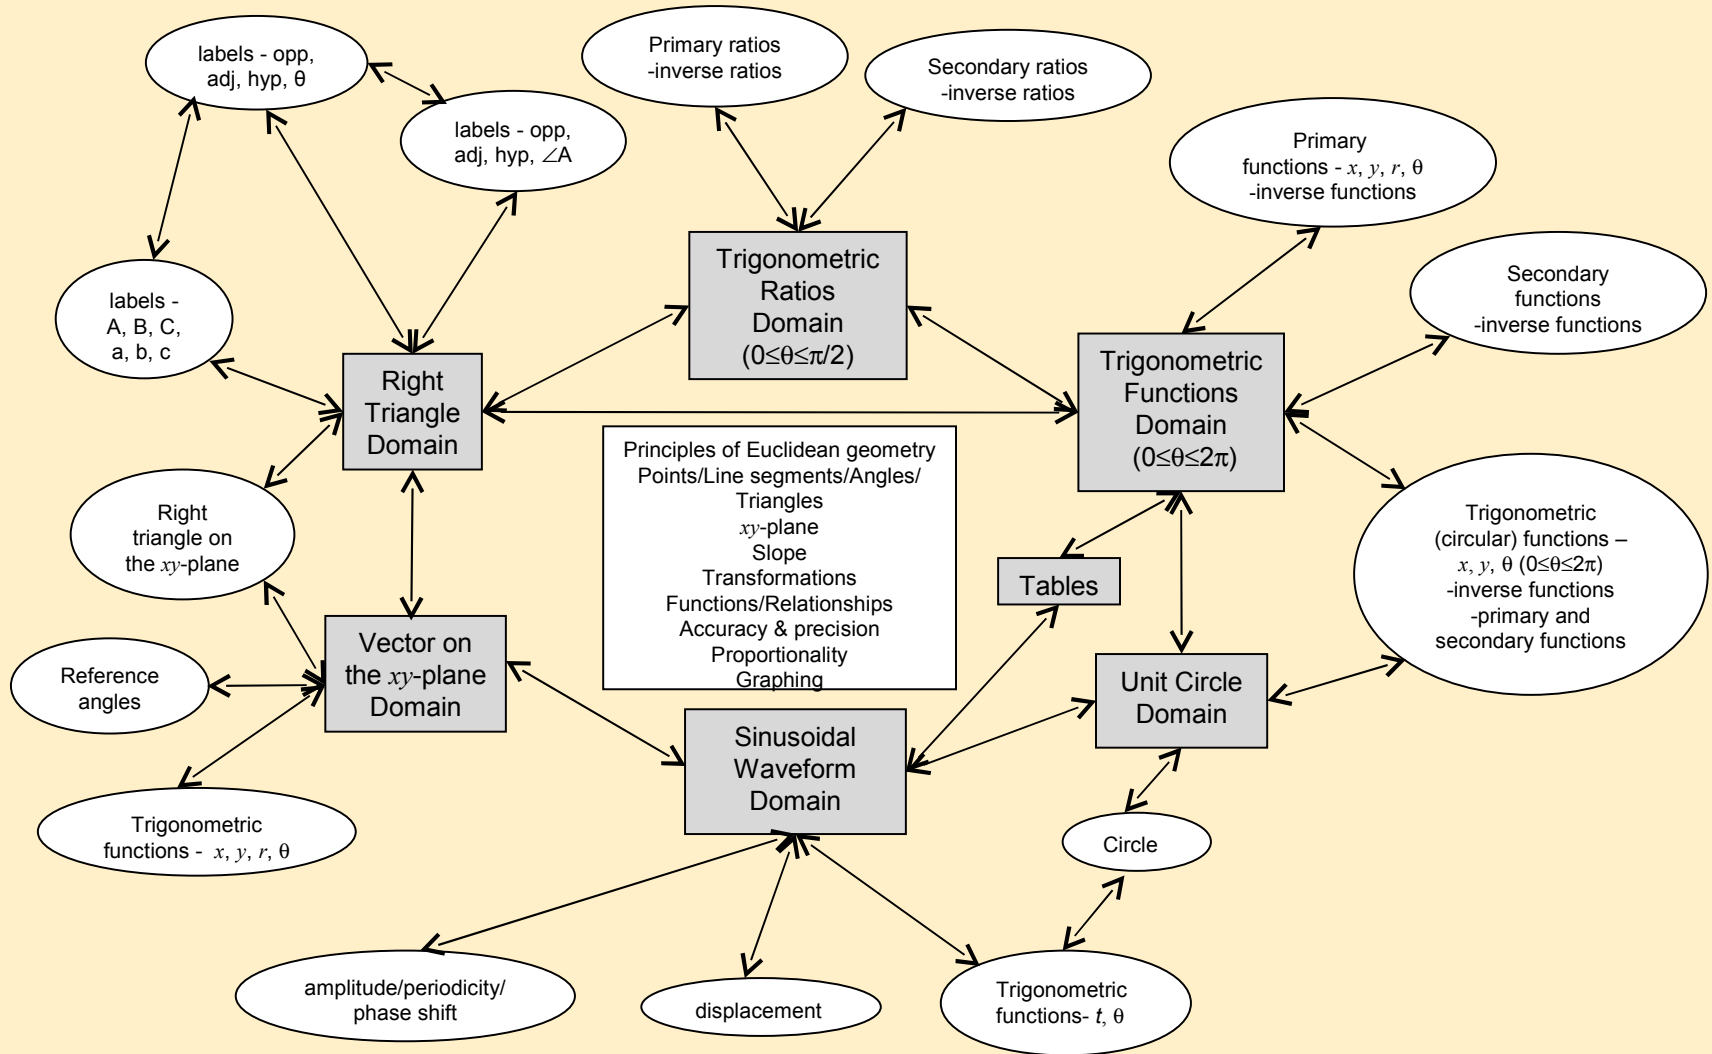 labels - opp,
adj, hyp, θ
Primary ratios
-inverse ratios
Secondary ratios
-inverse ratios
labels - opp,
adj, hyp, ∠A
Primary
functions - x, y, r, θ
-inverse functions
Trigonometric
Ratios
Domain
(0≤θ≤π/2)
Secondary
functions
-inverse functions
labels -
A, B, C,
a, b, c
Right
Triangle
Domain
Trigonometric
Functions
Domain
(0≤θ≤2π)
Principles of Euclidean geometry
Points/Line segments/Angles/
Triangles
xy-plane
Slope
Transformations
Functions/Relationships
Accuracy & precision
Proportionality
Graphing
Right
triangle on
the xy-plane
Trigonometric
(circular) functions –
x, y, θ (0≤θ≤2π)
-inverse functions
-primary and
secondary functions
Tables
Vector on
the xy-plane
Domain
Reference
angles
Unit Circle
Domain
Sinusoidal
Waveform
Domain
Trigonometric
functions - x, y, r, θ
Circle
amplitude/periodicity/
phase shift
displacement
Trigonometric
functions- t, θ